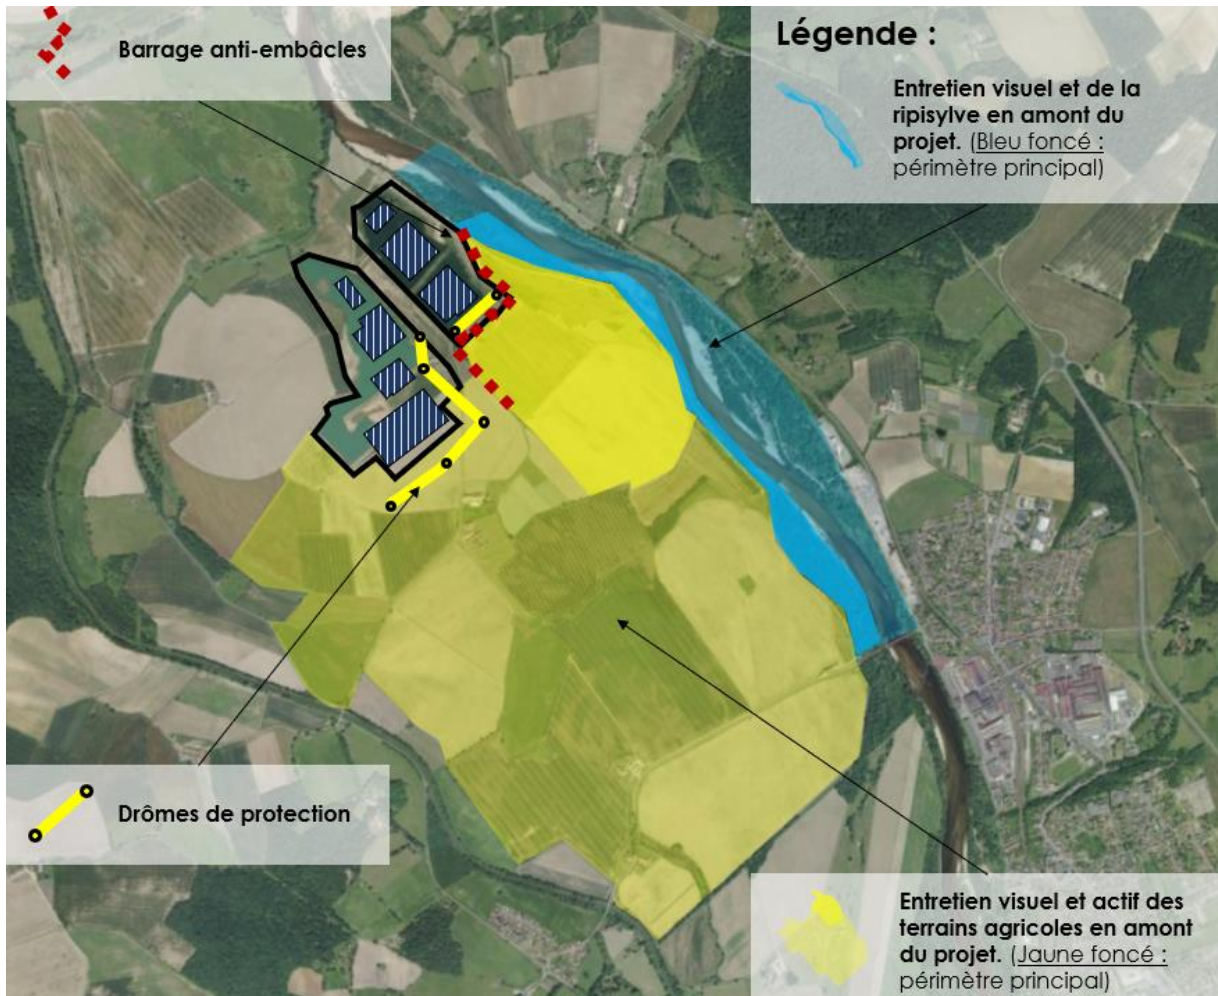 Barrage anti-embâcles
Légende :
Entretien visuel et de la
ripisylve en amont du
projet. (Bleu foncé :
périmètre principal)
Drômes de protection
Entretien visuel et actif des
terrains agricoles en amont
du projet. (Jaune foncé :
périmètre principal)